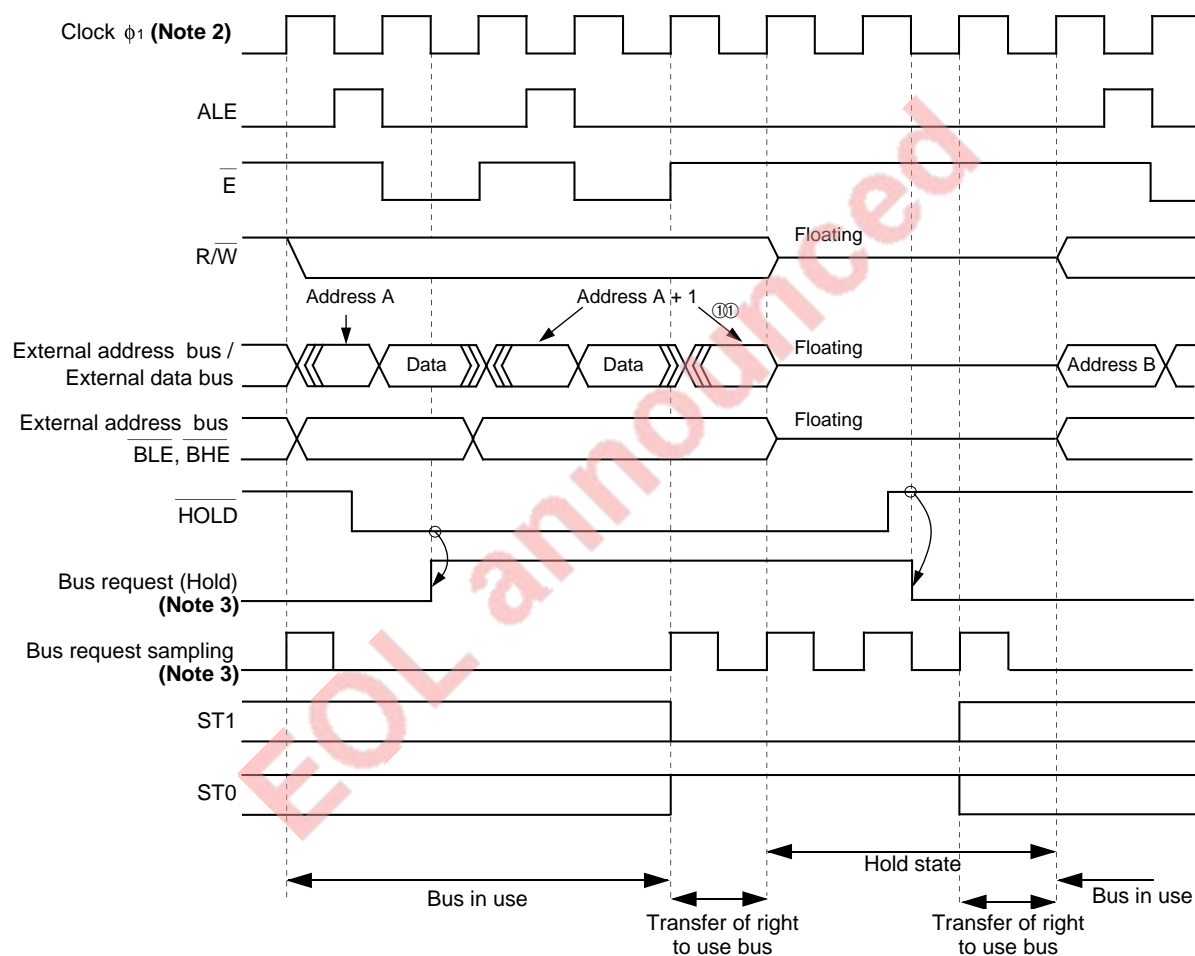 Clock ϕ1 (Note 2)
ALE
E
R/W
Floating
Address A
Address A + 1
①①
External address bus /
External data bus
Data
Data
Floating
Address B
External address bus
BLE, BHE
Floating
HOLD
Bus request (Hold)
(Note 3)
Bus request sampling
(Note 3)
ST1
ST0
Hold state
Bus in use
Bus in use
Transfer of right
to use bus
Transfer of right
to use bus
EOL announced